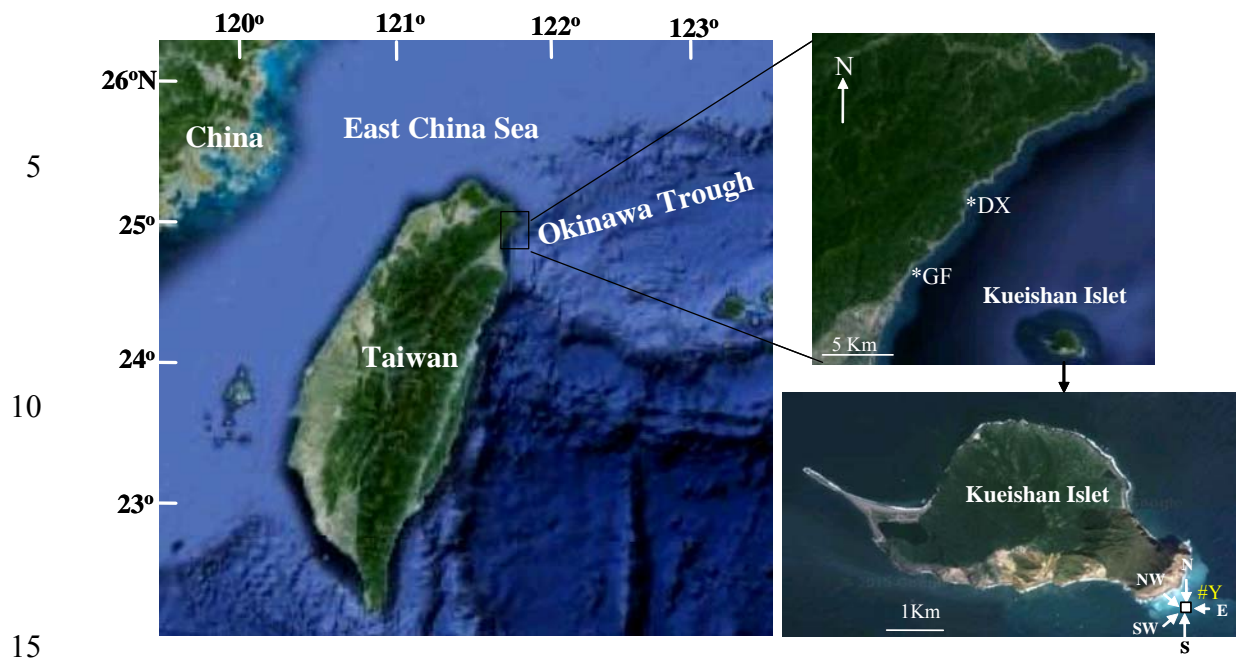 120º
121º
122º
123º
26ºN
China
East China Sea
5
25º
Okinawa Trough
24º
Taiwan
10
23º
15
N
*DX
*GF
Kueishan Islet
5 Km
Kueishan Islet
N
NW
#Y
E
SW
S
1Km